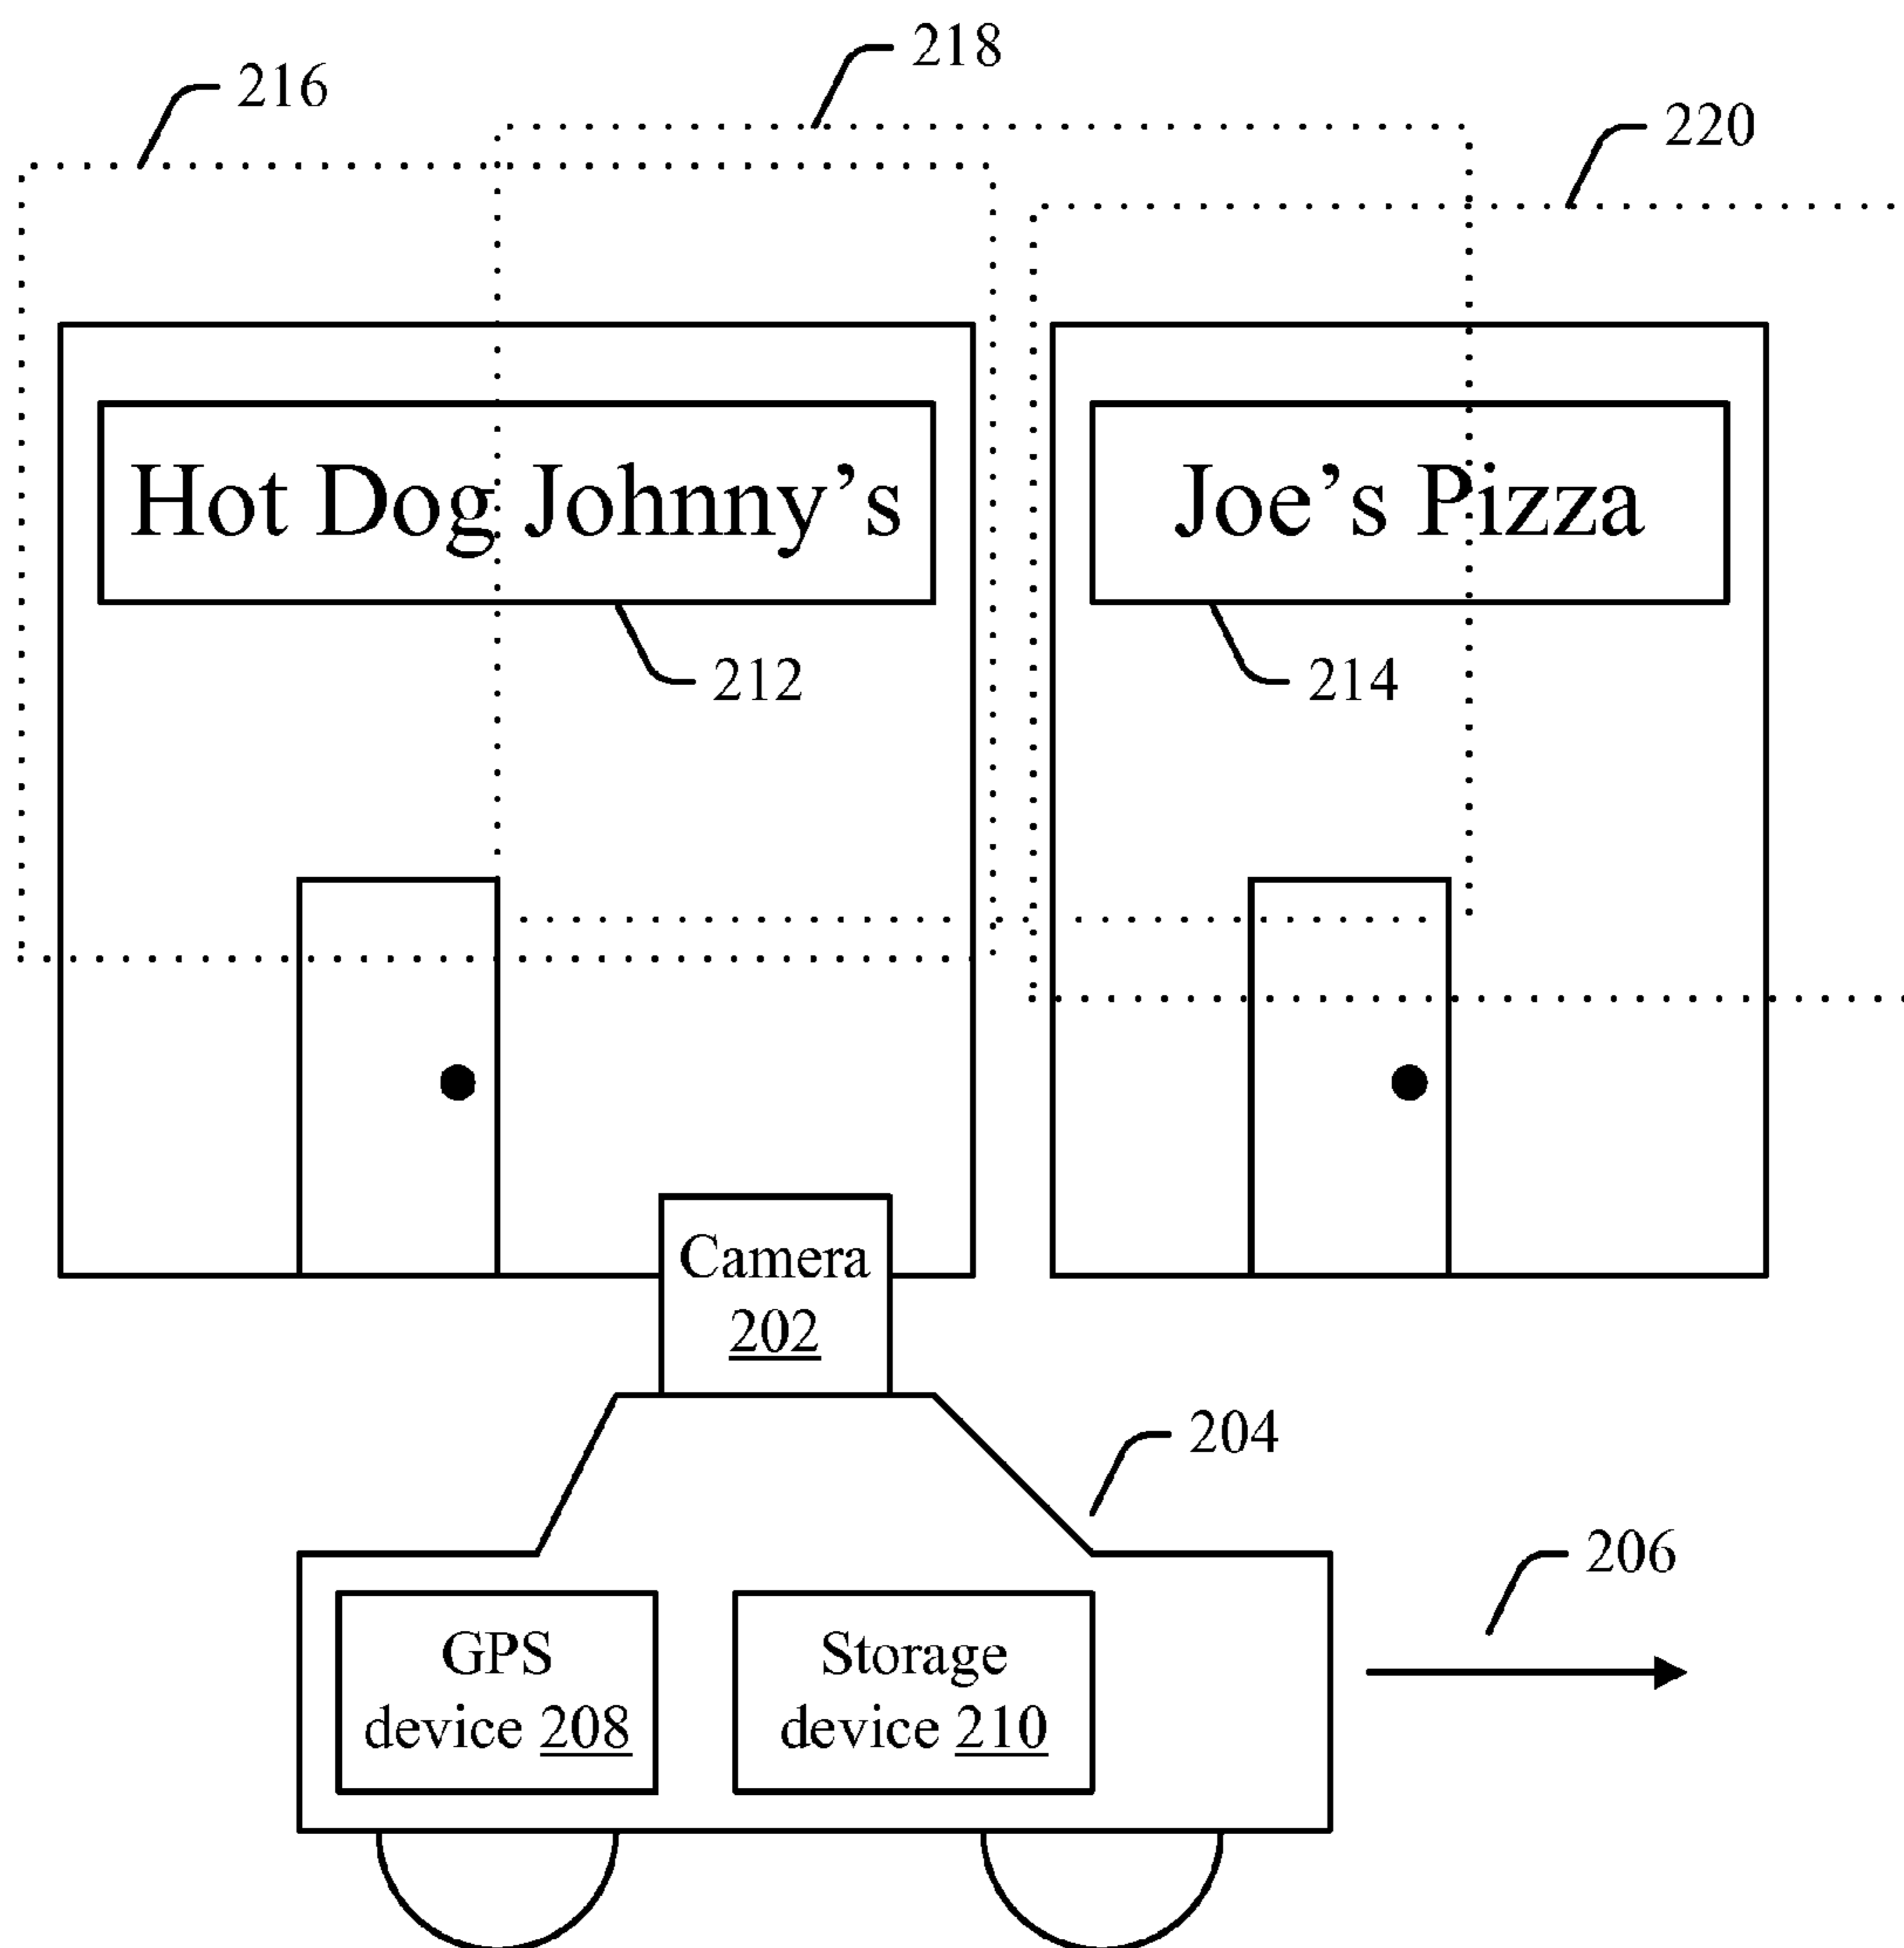 218
216
220
Hot Dog Johnny’s
Joe’s Pizza
212
214
Camera
202
204
206
GPS
device 208
Storage
device 210